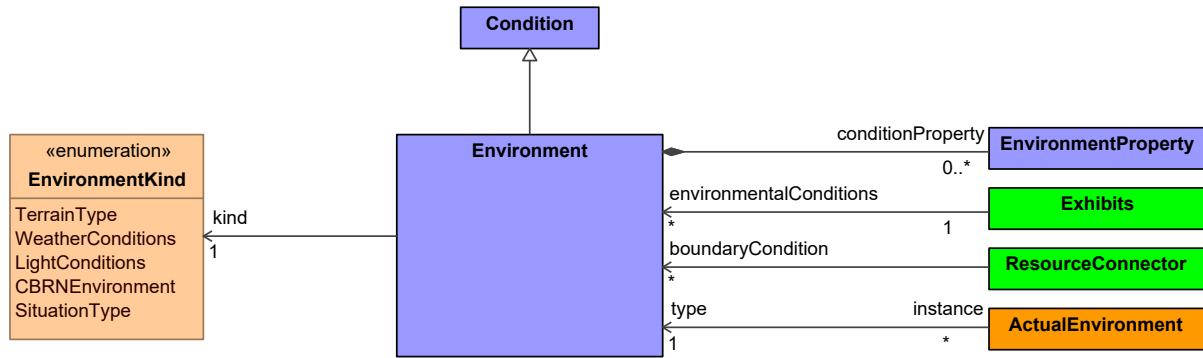 Condition
«enumeration»
EnvironmentKind
TerrainType
WeatherConditions
LightConditions
CBRNEnvironment
SituationType
kind
1
Environment
conditionProperty
0..*
EnvironmentProperty
environmentalConditions
*
1
Exhibits
boundaryCondition
*
ResourceConnector
type
1
instance
*
ActualEnvironment